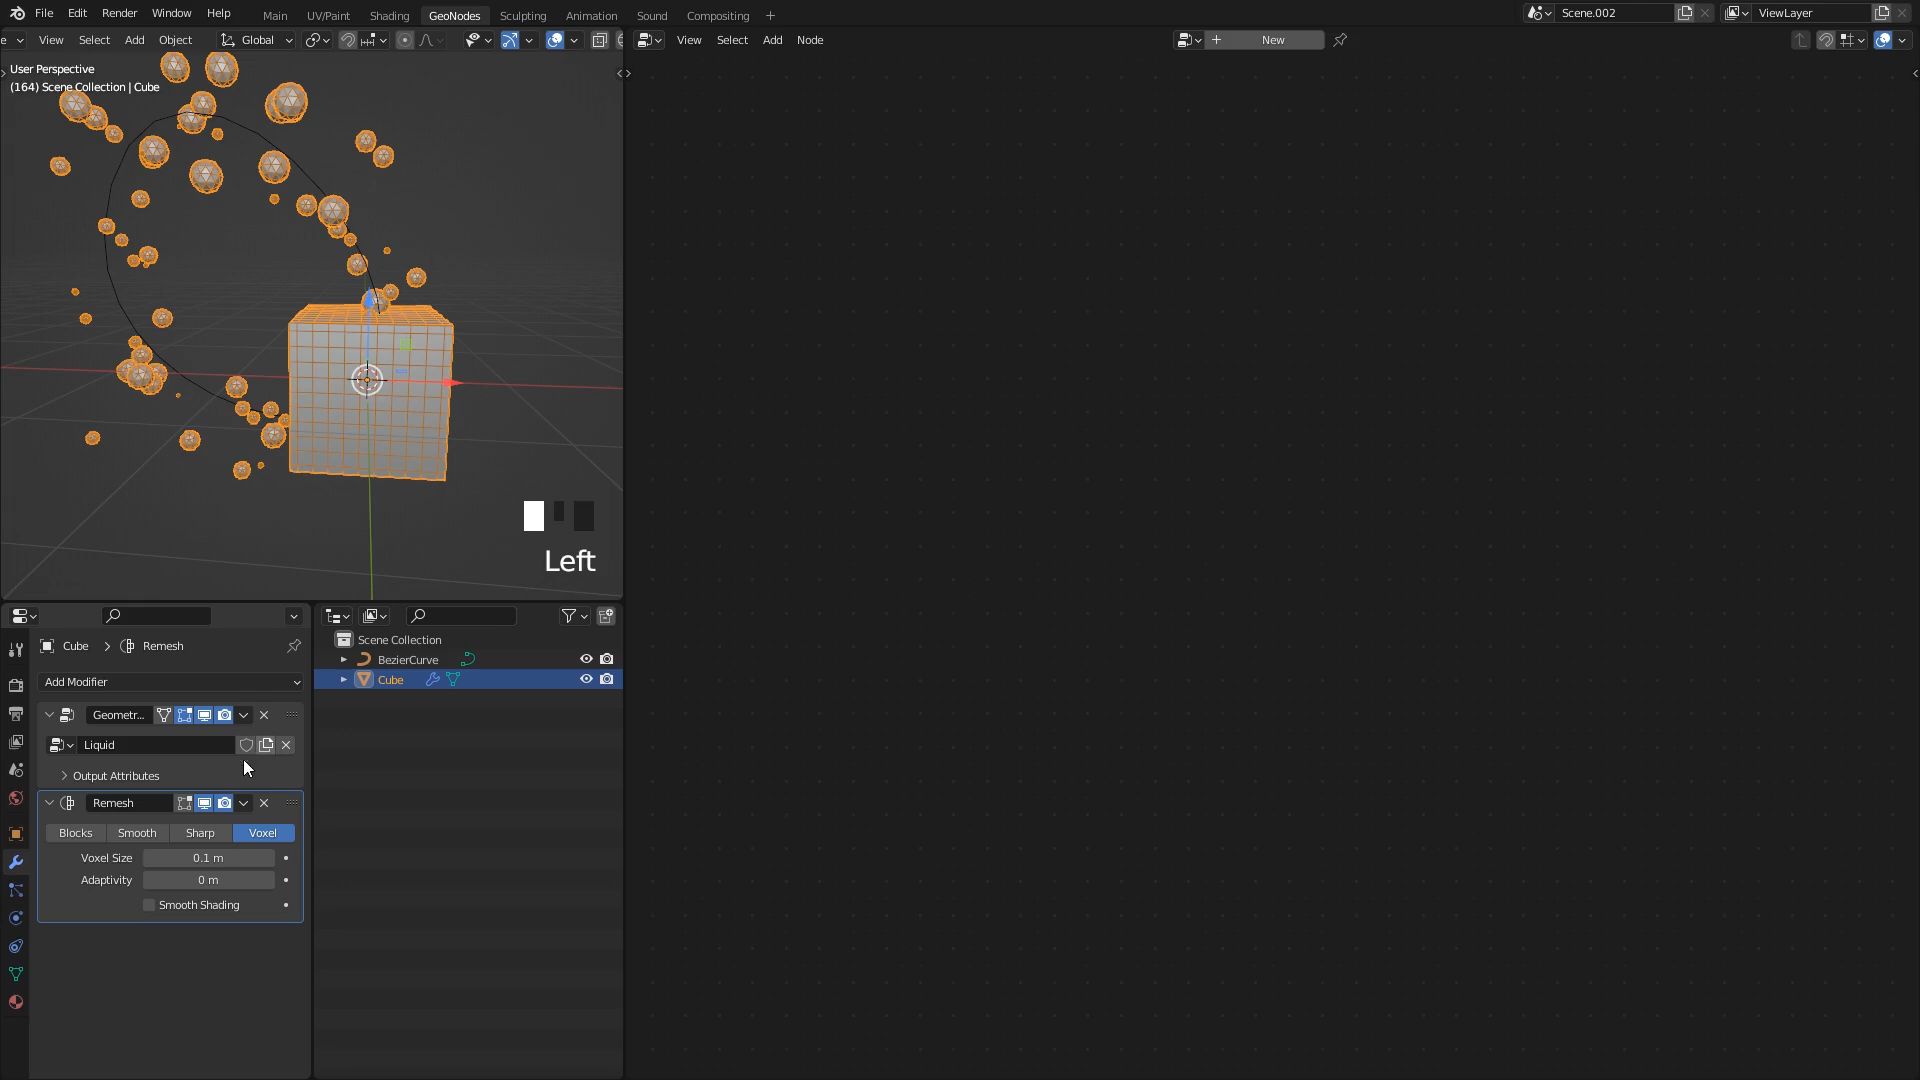 File Edit Render Window Help Main UV/Paint Shading GeoNodes Sculpting Animation Sound Compositing + Scene.002 ViewLayer
View Select Add Object Global View Select Add Node New
User Perspective
(164) Scene Collection | Cube
Left
Cube > Remesh
Scene Collection
BezierCurve
Cube
Add Modifier
Geometr...
Liquid
Output Attributes
Remesh
Blocks Smooth Sharp Voxel
Voxel Size 0.1 m
Adaptivity 0 m
Smooth Shading